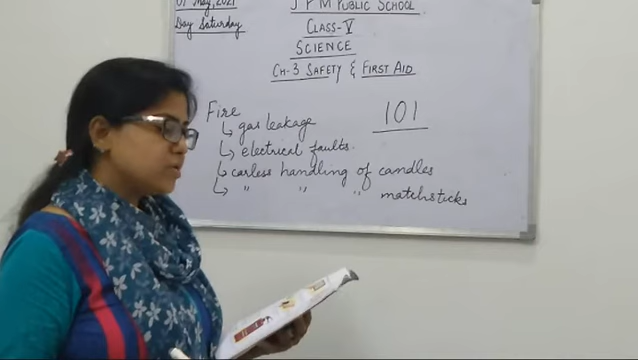 01 May, 2021
Day Saturday
J P M PUBLIC SCHOOL
CLASS-V
SCIENCE
CH-3 SAFETY & FIRST AID
Fire
↳ gas leakage
↳ electrical faults.
↳ carless handling of candles
↳ " " " matchsticks
101